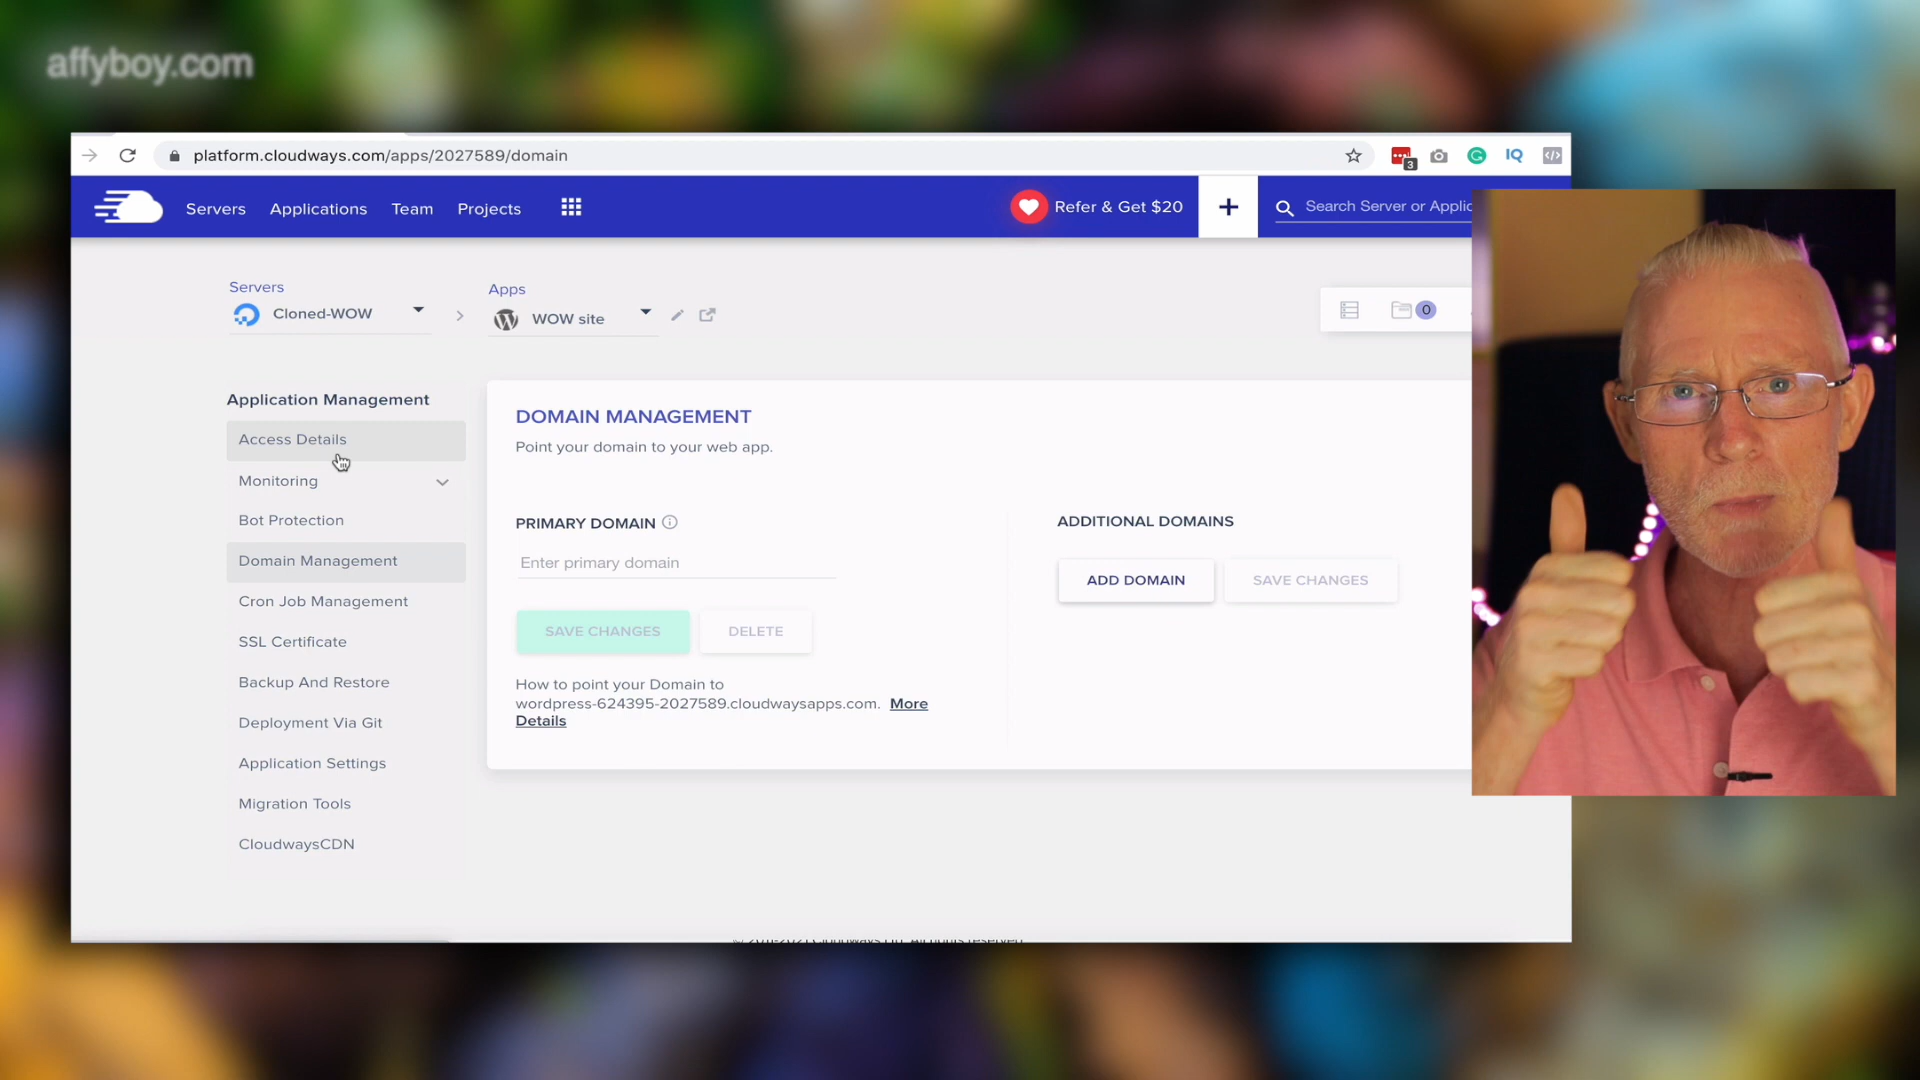 affyboy.com
platform.cloudways.com/apps/2027589/domain
3
IQ
Servers Applications Team Projects
Refer & Get $20
+
Search Server or Applic
Servers
Cloned-WOW
Apps
WOW site
0
Application Management
Access Details
Monitoring
Bot Protection
Domain Management
Cron Job Management
SSL Certificate
Backup And Restore
Deployment Via Git
Application Settings
Migration Tools
CloudwaysCDN
DOMAIN MANAGEMENT
Point your domain to your web app.
PRIMARY DOMAIN
Enter primary domain
SAVE CHANGES DELETE
How to point your Domain to
wordpress-624395-2027589.cloudwaysapps.com. More
Details
ADDITIONAL DOMAINS
ADD DOMAIN SAVE CHANGES